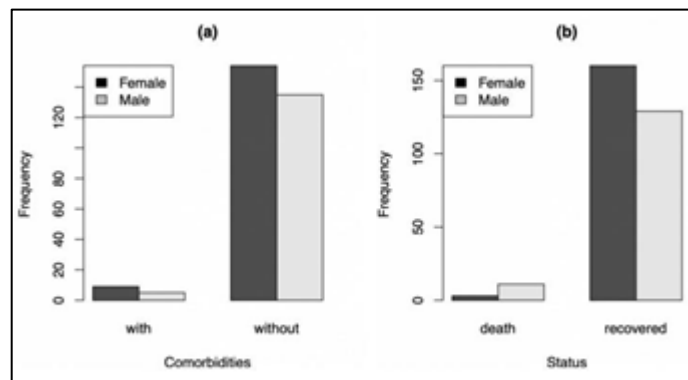 (a)
Female
Male
Frequency
0 20 40 60 80 120
with without
Comorbidities
(b)
Female
Male
Frequency
0 50 100 150
death recovered
Status